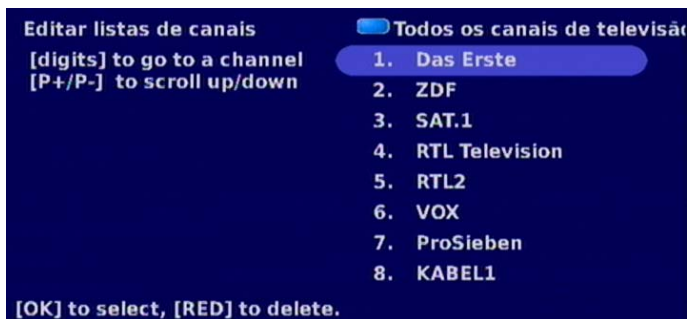 Editar listas de canais
[digits] to go to a channel
[P+/P-] to scroll up/down
Todos os canais de televisão
1. Das Erste
2. ZDF
3. SAT.1
4. RTL Television
5. RTL2
6. VOX
7. ProSieben
8. KABEL1
[OK] to select, [RED] to delete.